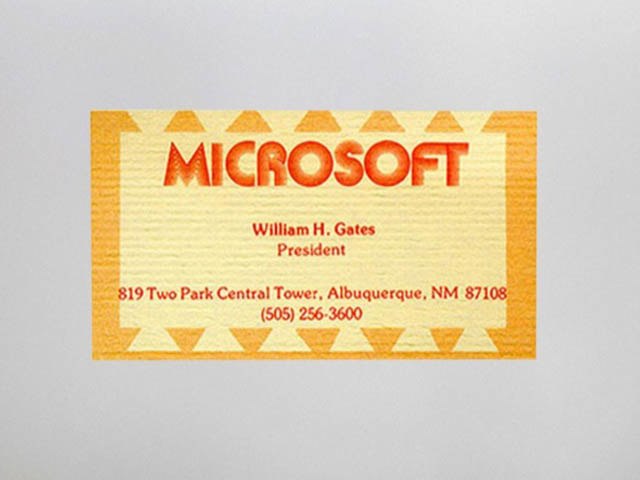 MICROSOFT
William H. Gates
President
819 Two Park Central Tower, Albuquerque, NM 87108
(505) 256-3600